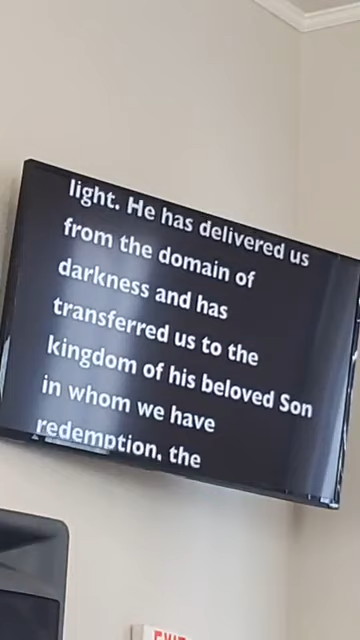 light. He has delivered us
from the domain of
darkness and has
transferred us to the
kingdom of his beloved Son
in whom we have
redemption, the
EXIT